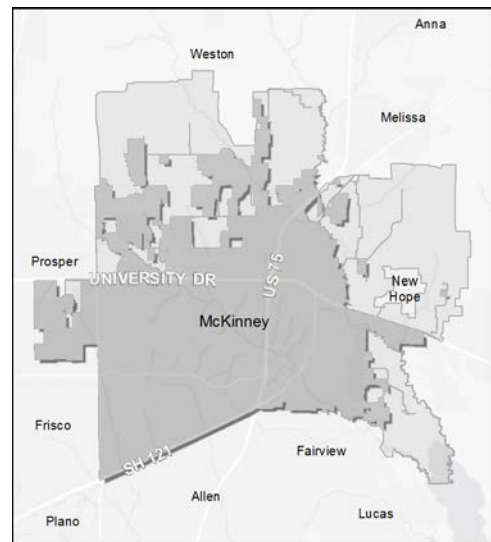 Anna
Weston
Melissa
Prosper
UNIVERSITY DR
US 75
New
Hope
McKinney
Frisco
SH 121
Fairview
Allen
Plano
Lucas